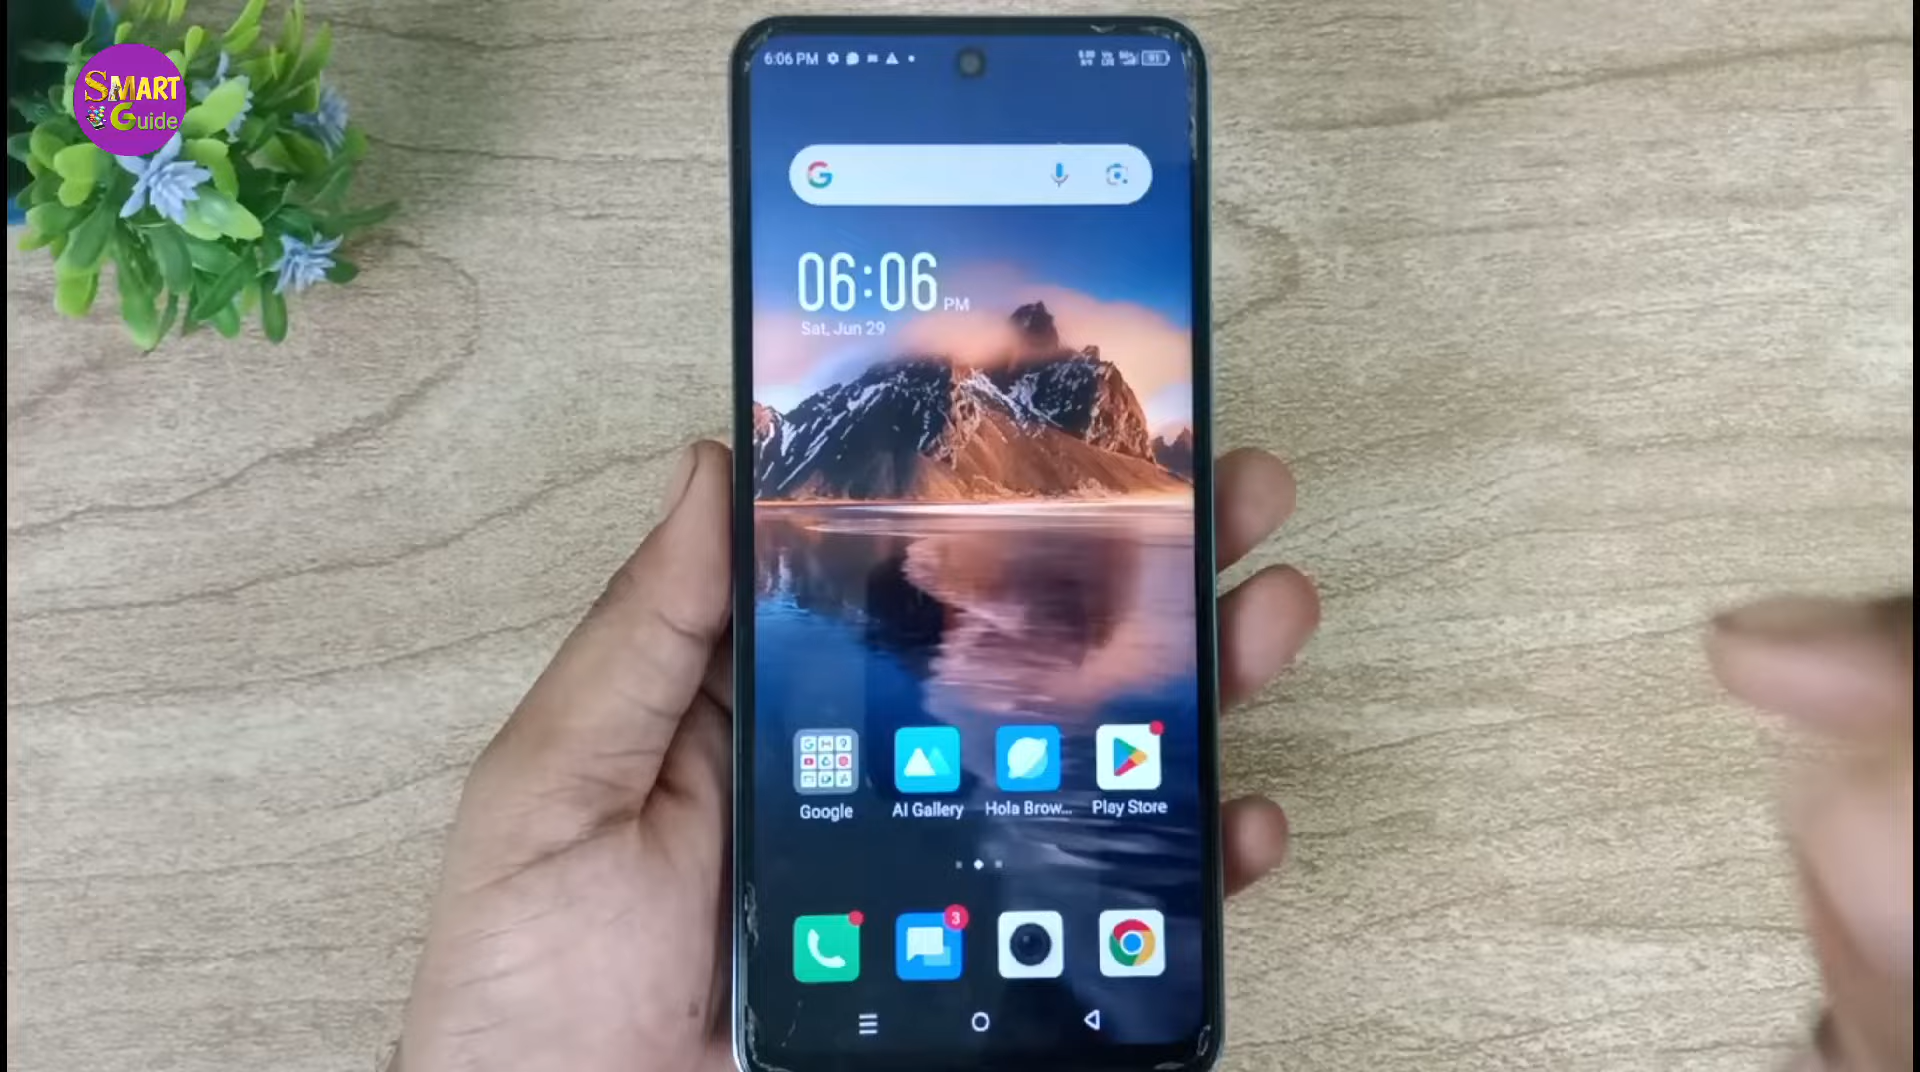 SMART
Guide
6:06 PM
06:06 PM
Sat, Jun 29
Google
AI Gallery
Hola Brow...
Play Store
3